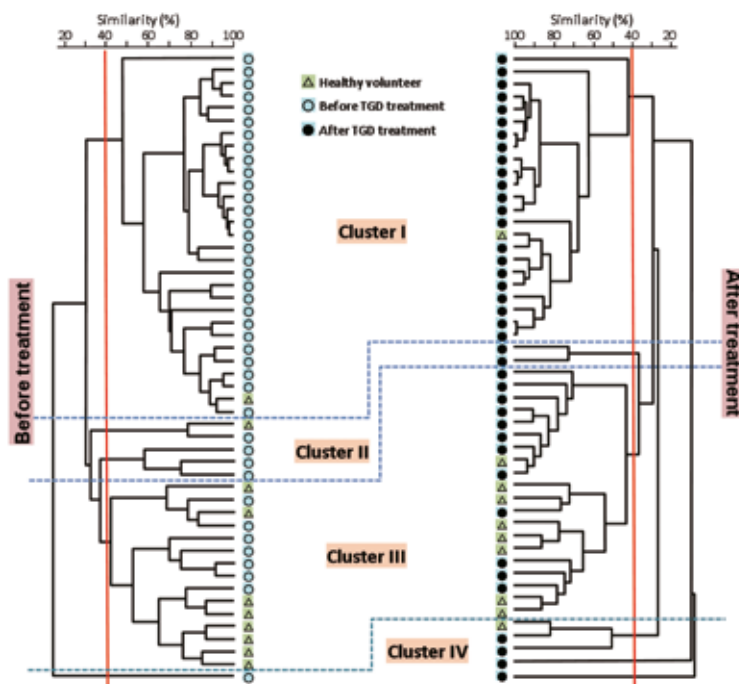 Similarity (%)
20 40 60 80 100
Similarity (%)
100 80 60 40 20
Healthy volunteer
Before TGD treatment
After TGD treatment
Cluster I
Before treatment
After treatment
Cluster II
Cluster III
Cluster IV